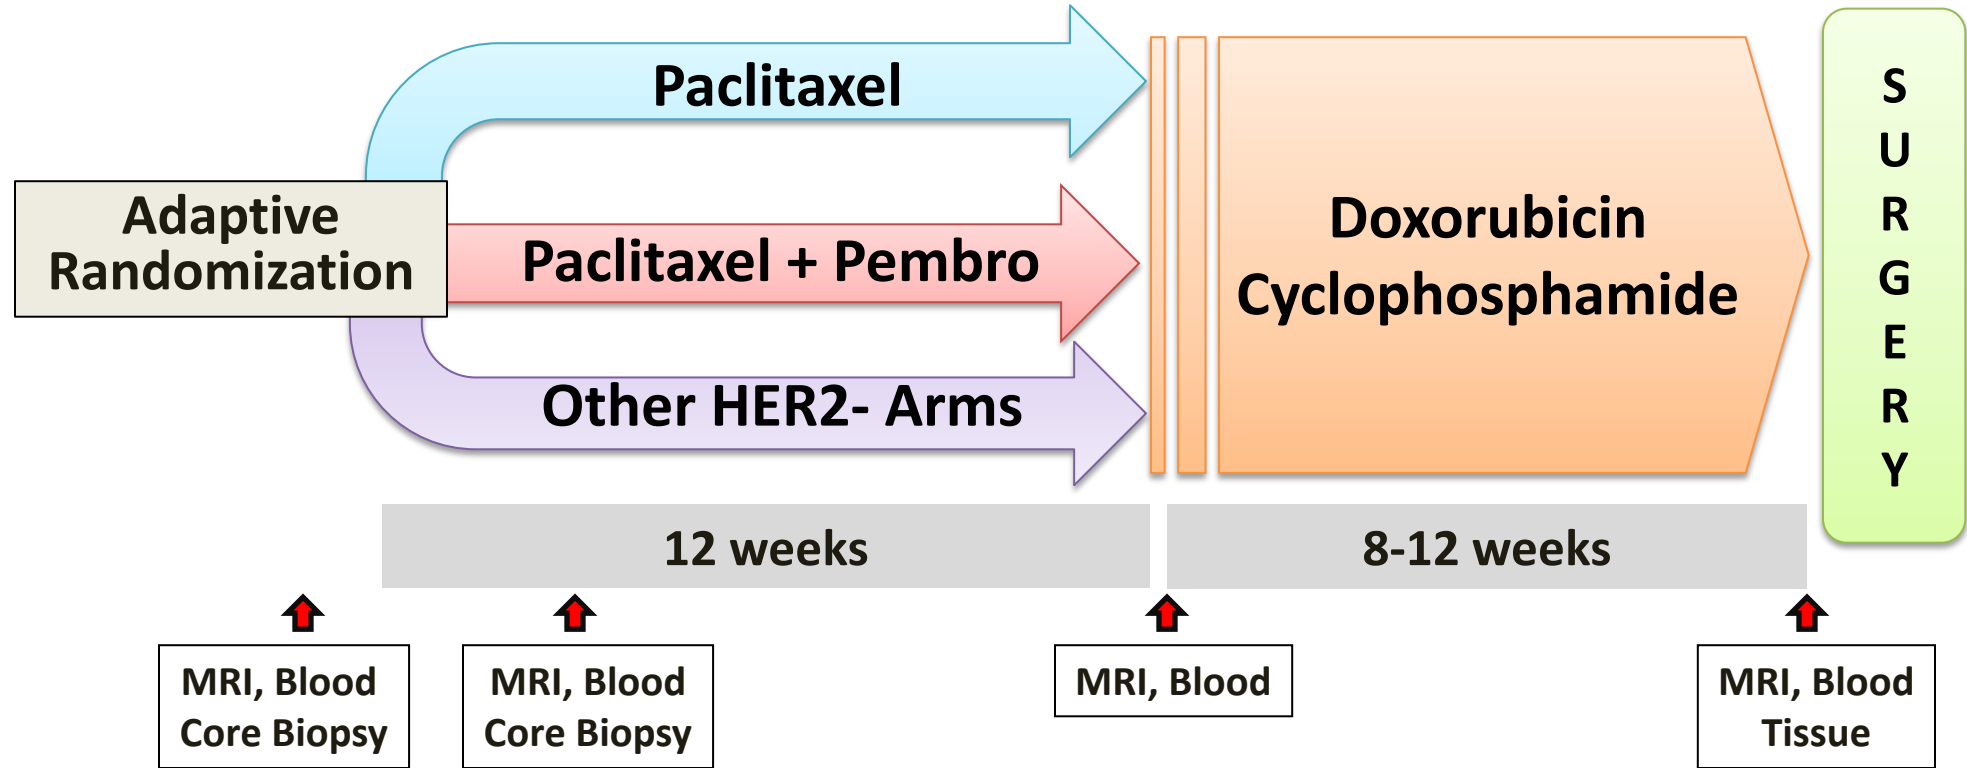 Paclitaxel
Adaptive
Randomization
Paclitaxel + Pembro
Other HER2- Arms
Doxorubicin
Cyclophosphamide
S
U
R
G
E
R
Y
12 weeks
8-12 weeks
MRI, Blood
Core Biopsy
MRI, Blood
Core Biopsy
MRI, Blood
MRI, Blood
Tissue